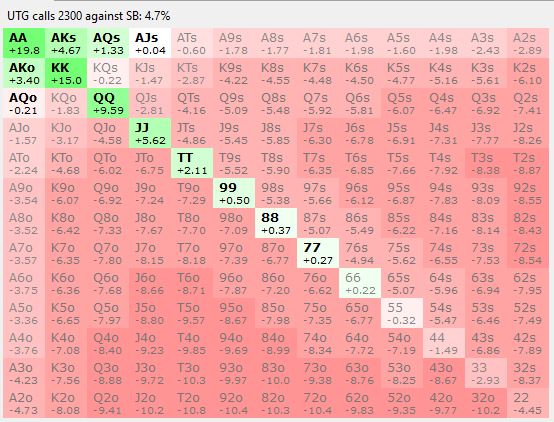 UTG calls 2300 against SB: 4.7%
AA AKs AQs AJs ATs A9s A8s A7s A6s A5s A4s A3s A2s
+19.8 +4.67 +1.33 +0.04 -0.60 -1.78 -1.77 -1.81 -1.98 -1.60 -1.98 -2.43 -2.89
AKo KK KQs KJs KTs K9s K8s K7s K6s K5s K4s K3s K2s
+3.40 +15.0 -0.22 -1.47 -2.87 -4.22 -4.55 -4.48 -4.50 -4.77 -5.16 -5.61 -6.10
AQo KQo QQ QJs QTs Q9s Q8s Q7s Q6s Q5s Q4s Q3s Q2s
-0.21 -1.83 +9.59 -2.81 -4.16 -5.09 -5.48 -5.92 -5.81 -6.07 -6.47 -6.92 -7.41
AJo KJo QJo JJ JTs J9s J8s J7s J6s J5s J4s J3s J2s
-1.57 -3.17 -4.58 +5.62 -4.86 -5.45 -5.85 -6.30 -6.78 -6.91 -7.31 -7.77 -8.26
ATo KTo QTo JTo TT T9s T8s T7s T6s T5s T4s T3s T2s
-2.24 -4.68 -6.02 -6.75 +2.11 -5.52 -5.90 -6.35 -6.85 -7.66 -7.92 -8.38 -8.87
A9o K9o Q9o J9o T9o 99 98s 97s 96s 95s 94s 93s 92s
-3.54 -6.07 -6.92 -7.24 -7.29 +0.50 -5.38 -5.66 -6.12 -6.87 -7.83 -8.09 -8.55
A8o K8o Q8o J8o T8o 98o 88 87s 86s 85s 84s 83s 82s
-3.52 -6.42 -7.33 -7.67 -7.70 -7.09 +0.37 -5.07 -5.49 -6.22 -7.16 -8.14 -8.43
A7o K7o Q7o J7o T7o 97o 87o 77 76s 75s 74s 73s 72s
-3.57 -6.35 -7.80 -8.15 -8.18 -7.39 -6.77 +0.27 -4.94 -5.62 -6.55 -7.53 -8.54
A6o K6o Q6o J6o T6o 96o 86o 76o 66 65s 64s 63s 62s
-3.75 -6.36 -7.68 -8.66 -8.71 -7.87 -7.20 -6.62 +0.22 -5.07 -5.96 -6.94 -7.95
A5o K5o Q5o J5o T5o 95o 85o 75o 65o 55 54s 53s 52s
-3.36 -6.65 -7.97 -8.80 -9.57 -8.67 -7.98 -7.35 -6.77 -0.32 -5.47 -6.46 -7.49
A4o K4o Q4o J4o T4o 94o 84o 74o 64o 54o 44 43s 42s
-3.76 -7.08 -8.40 -9.23 -9.85 -9.69 -8.99 -8.34 -7.72 -7.19 -1.49 -6.86 -7.89
A3o K3o Q3o J3o T3o 93o 83o 73o 63o 53o 43o 33 32s
-4.23 -7.56 -8.88 -9.72 -10.3 -9.97 -10.0 -9.38 -8.76 -8.25 -8.67 -2.93 -8.37
A2o K2o Q2o J2o T2o 92o 82o 72o 62o 52o 42o 32o 22
-4.73 -8.08 -9.41 -10.2 -10.8 -10.4 -10.3 -10.4 -9.83 -9.35 -9.77 -10.2 -4.45